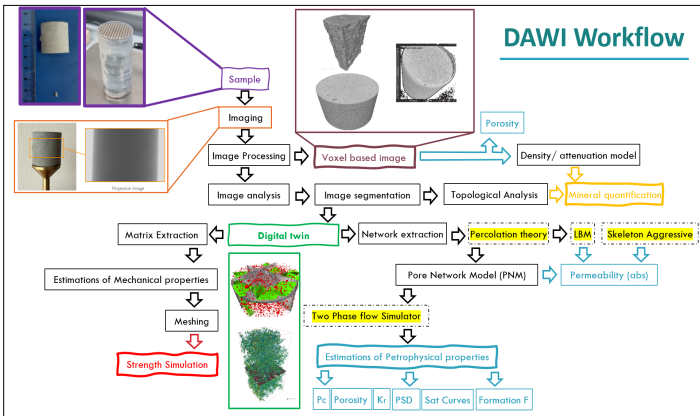 DAWI Workflow
Sample
Imaging
Porosity
Image Processing
Voxel based image
Density/ attenuation model
Projection Image
Image analysis
Image segmentation
Topological Analysis
Mineral quantification
Matrix Extraction
Digital twin
Network extraction
Percolation theory
LBM
Skeleton Aggressive
Estimations of Mechanical properties
Pore Network Model (PNM)
Permeability (abs)
Meshing
Two Phase flow Simulator
Strength Simulation
Estimations of Petrophysical properties
Pc
Porosity
Kr
PSD
Sat Curves
Formation F